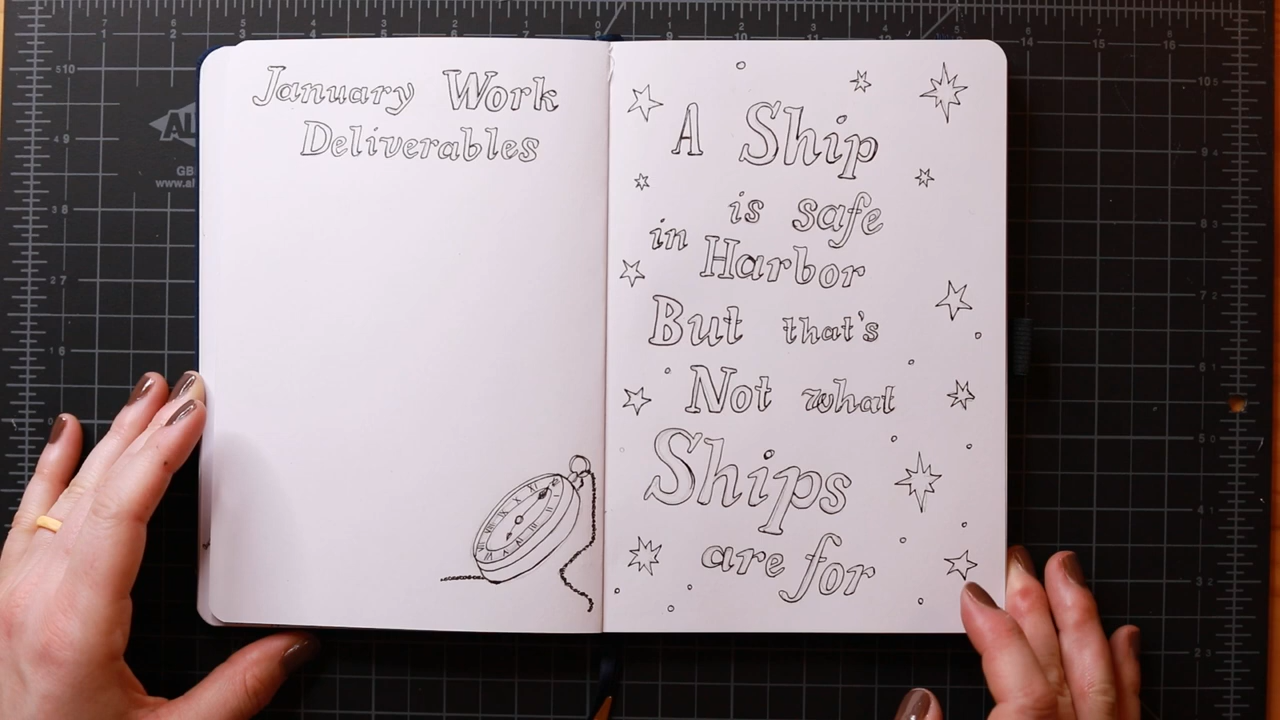 January Work
Deliverables
A Ship
is safe
in Harbor
But that's
Not what
Ships
are for